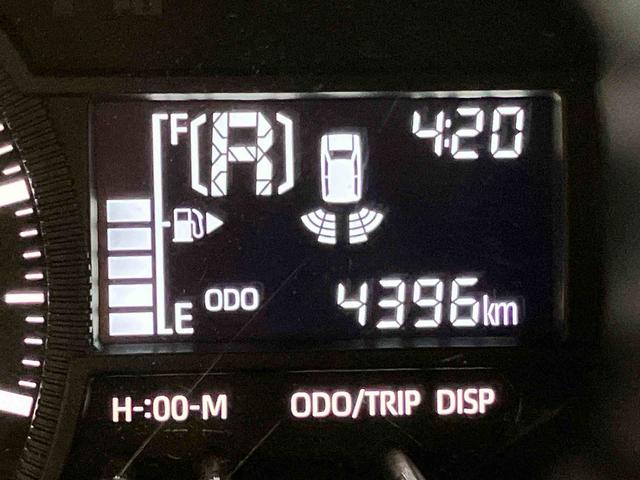 F [R] 4:20
E ODO 4396km
H-:00-M ODO/TRIP DISP